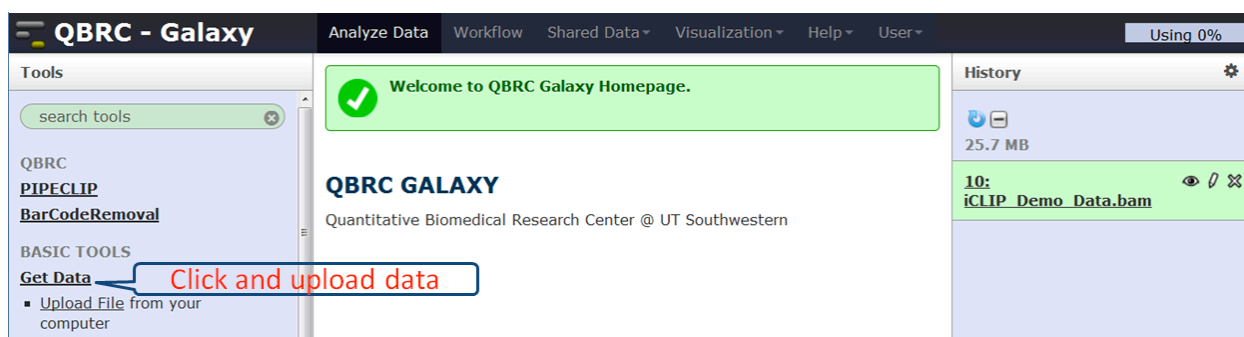 QBRC - Galaxy
Analyze Data Workflow Shared Data Visualization Help User
Using 0%
Tools
search tools
QBRC
PIPECLIP
BarCodeRemoval
BASIC TOOLS
Get Data
Click and upload data
Upload File from your
computer
Welcome to QBRC Galaxy Homepage.
QBRC GALAXY
Quantitative Biomedical Research Center @ UT Southwestern
History
25.7 MB
10:
iCLIP_Demo_Data.bam